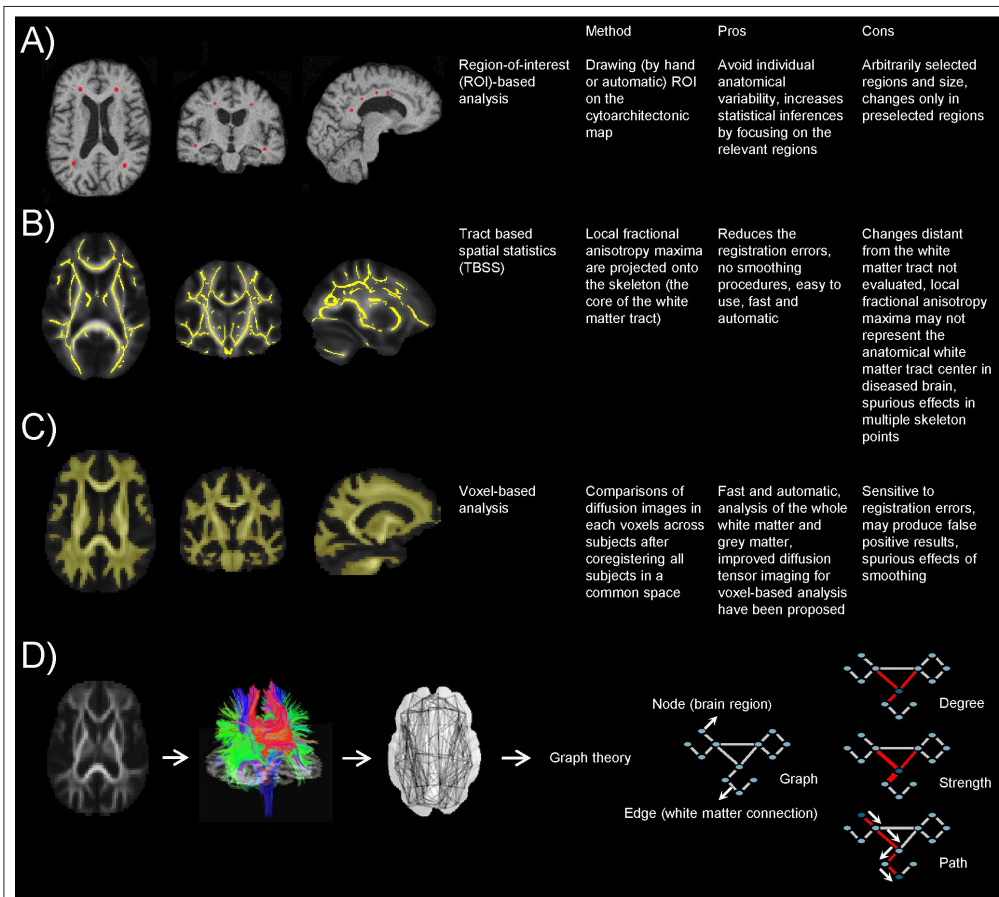 A)
Method
Pros
Cons
Region-of-interest
(ROI)-based
analysis
Drawing (by hand
or automatic) ROI
on the
cytoarchitectonic
map
Avoid individual
anatomical
variability, increases
statistical inferences
by focusing on the
relevant regions
Arbitrarily selected
regions and size,
changes only in
preselected regions
B)
Tract based
spatial statistics
(TBSS)
Local fractional
anisotropy maxima
are projected onto
the skeleton (the
core of the white
matter tract)
Reduces the
registration errors,
no smoothing
procedures, easy to
use, fast and
automatic
Changes distant
from the white
matter tract not
evaluated, local
fractional anisotropy
maxima may not
represent the
anatomical white
matter tract center in
diseased brain,
spurious effects in
multiple skeleton
points
C)
Voxel-based
analysis
Comparisons of
diffusion images in
each voxels across
subjects after
coregistering all
subjects in a
common space
Fast and automatic,
analysis of the whole
white matter and
grey matter,
improved diffusion
tensor imaging for
voxel-based analysis
have been proposed
Sensitive to
registration errors,
may produce false
positive results,
spurious effects of
smoothing
D)
Graph theory
Node (brain region)
Graph
Edge (white matter connection)
Degree
Strength
Path